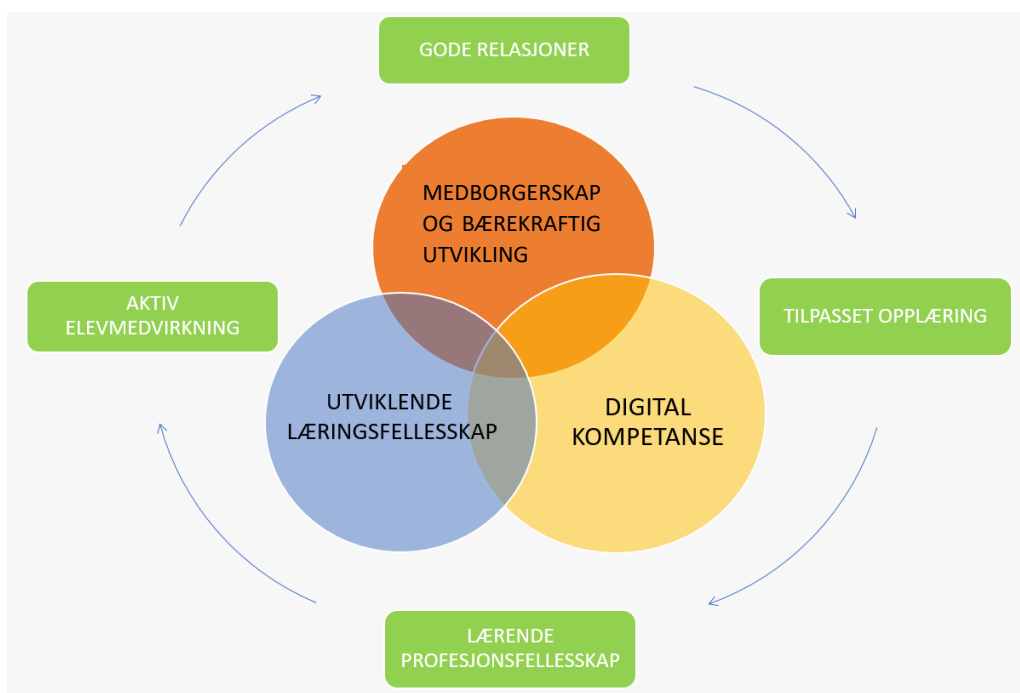 GODE RELASJONER
MEDBORGERSKAP
OG BÆREKRAFTIG
UTVIKLING
AKTIV
ELEVMEDVIRKNING
TILPASSET OPPLÆRING
UTVIKLENDE
LÆRINGSFELLESSKAP
DIGITAL
KOMPETANSE
LÆRENDE
PROFESJONSFELLESSKAP